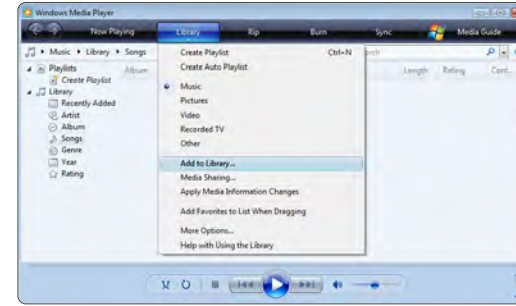 Windows Media Player
Now Playing Library Rip Burn Sync Media Guide
Music Library Songs
Playlists
Create Playlist
Library
Recently Added
Artist
Album
Songs
Genre
Year
Rating
Album
Length Rating Cont...
Create Playlist Ctrl+N
Create Auto Playlist
Music
Pictures
Video
Recorded TV
Other
Add to Library...
Media Sharing...
Apply Media Information Changes
Add Favorites to List When Dragging
More Options...
Help with Using the Library